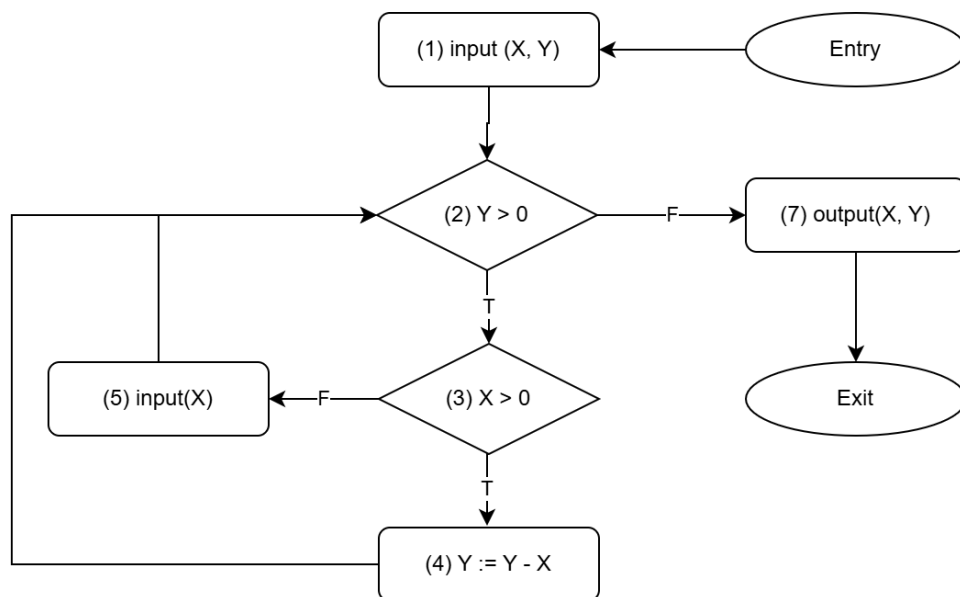 (1) input (X, Y)
Entry
(2) Y > 0
F
(7) output(X, Y)
T
(5) input(X)
F
(3) X > 0
Exit
T
(4) Y := Y - X